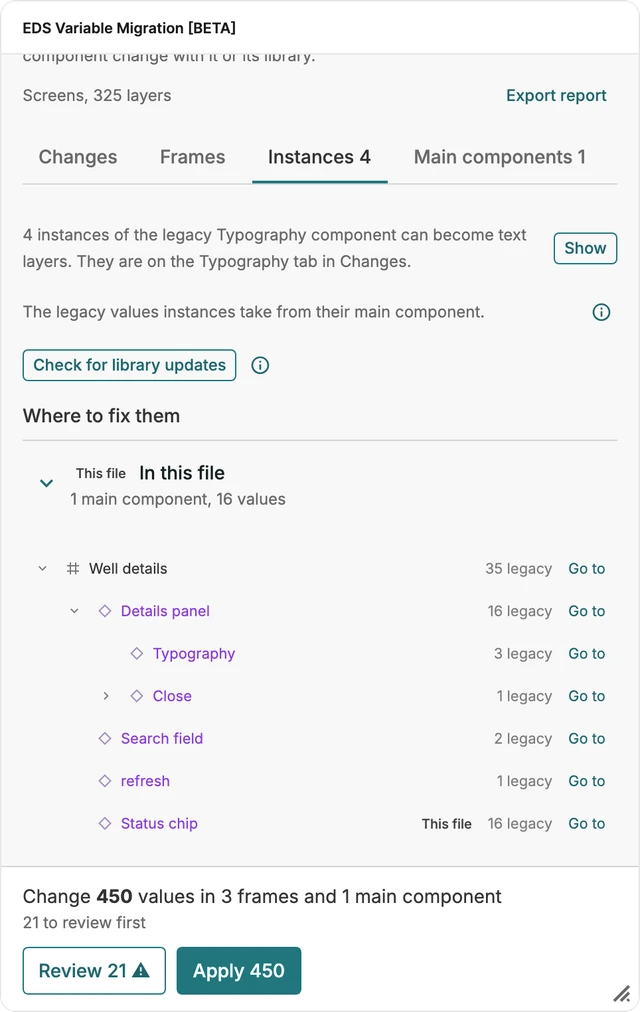 EDS Variable Migration [BETA]
component change with it or its library.
Screens, 325 layers
Export report
Changes
Frames
Instances 4
Main components 1
4 instances of the legacy Typography component can become text
layers. They are on the Typography tab in Changes.
Show
The legacy values instances take from their main component.
Check for library updates
Where to fix them
This file In this file
1 main component, 16 values
Well details 35 legacy Go to
Details panel 16 legacy Go to
Typography 3 legacy Go to
Close 1 legacy Go to
Search field 2 legacy Go to
refresh 1 legacy Go to
Status chip This file 16 legacy Go to
Change 450 values in 3 frames and 1 main component
21 to review first
Review 21
Apply 450